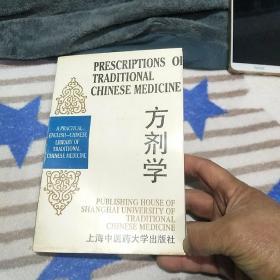 PRESCRIPTIONS OF
TRADITIONAL
CHINESE MEDICINE
A PRACTICAL
ENGLISH-CHINESE
LIBRARY OF
TRADITIONAL
CHINESE MEDICINE
方剂学
PUBLISHING HOUSE OF
SHANGHAI UNIVERSITY OF
TRADITIONAL
CHINESE MEDICINE
上海中医药大学出版社